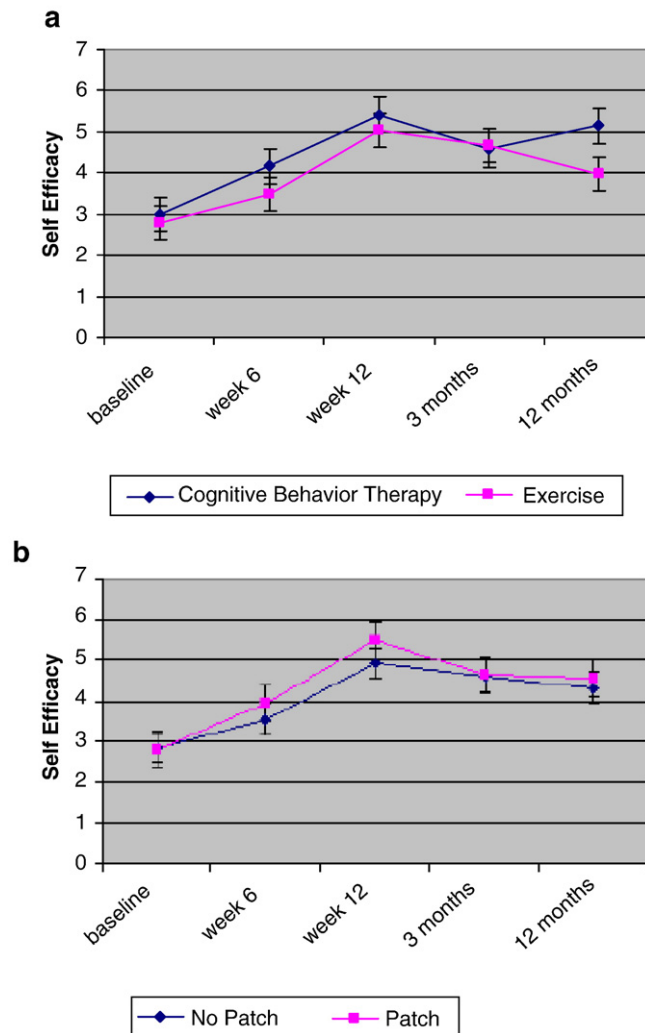 a
7
6
5
4
3
2
1
0
Self Efficacy
baseline
week 6
week 12
3 months
12 months
Cognitive Behavior Therapy Exercise
b
7
6
5
4
3
2
1
0
Self Efficacy
baseline
week 6
week 12
3 months
12 months
No Patch Patch